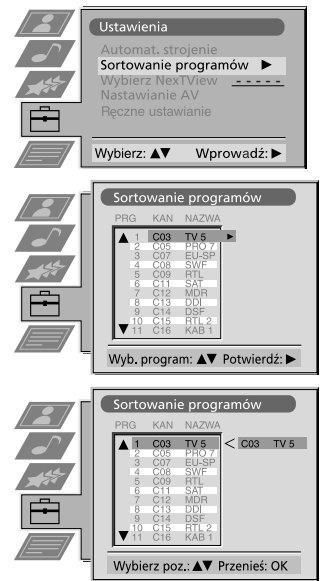 Ustawienia
Automat. strojenie
Sortowanie programów ▶
Wybierz NexTView - - - - -
Nastawianie AV
Ręczne ustawianie
Wybierz: ▲▼ Wprowadź: ▶
Sortowanie programów
PRG KAN NAZWA
1 C03 TV 5 ▶
2 C05 PRO 7
3 C07 EU-SP
4 C08 SWF
5 C09 RTL
6 C11 SAT
7 C12 MDR
8 C13 DDI
9 C14 DSF
10 C15 RTL 2
11 C16 KAB 1
Wyb. program: ▲▼ Potwierdź: ▶
Sortowanie programów
PRG KAN NAZWA
1 C03 TV 5 < C03 TV 5
2 C05 PRO 7
3 C07 EU-SP
4 C08 SWF
5 C09 RTL
6 C11 SAT
7 C12 MDR
8 C13 DDI
9 C14 DSF
10 C15 RTL 2
11 C16 KAB 1
Wybierz poz.: ▲▼ Przenieś: OK